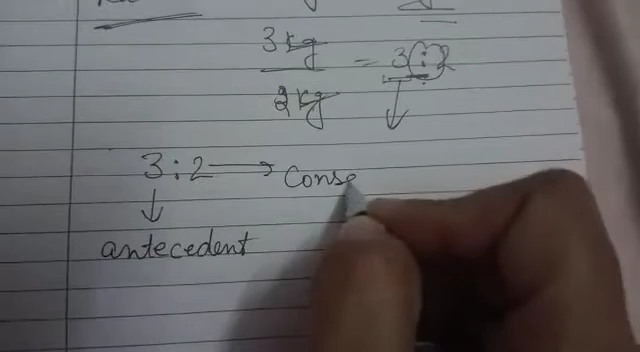 3kg
2kg = 3:2
3:2 → Conse
antecedent